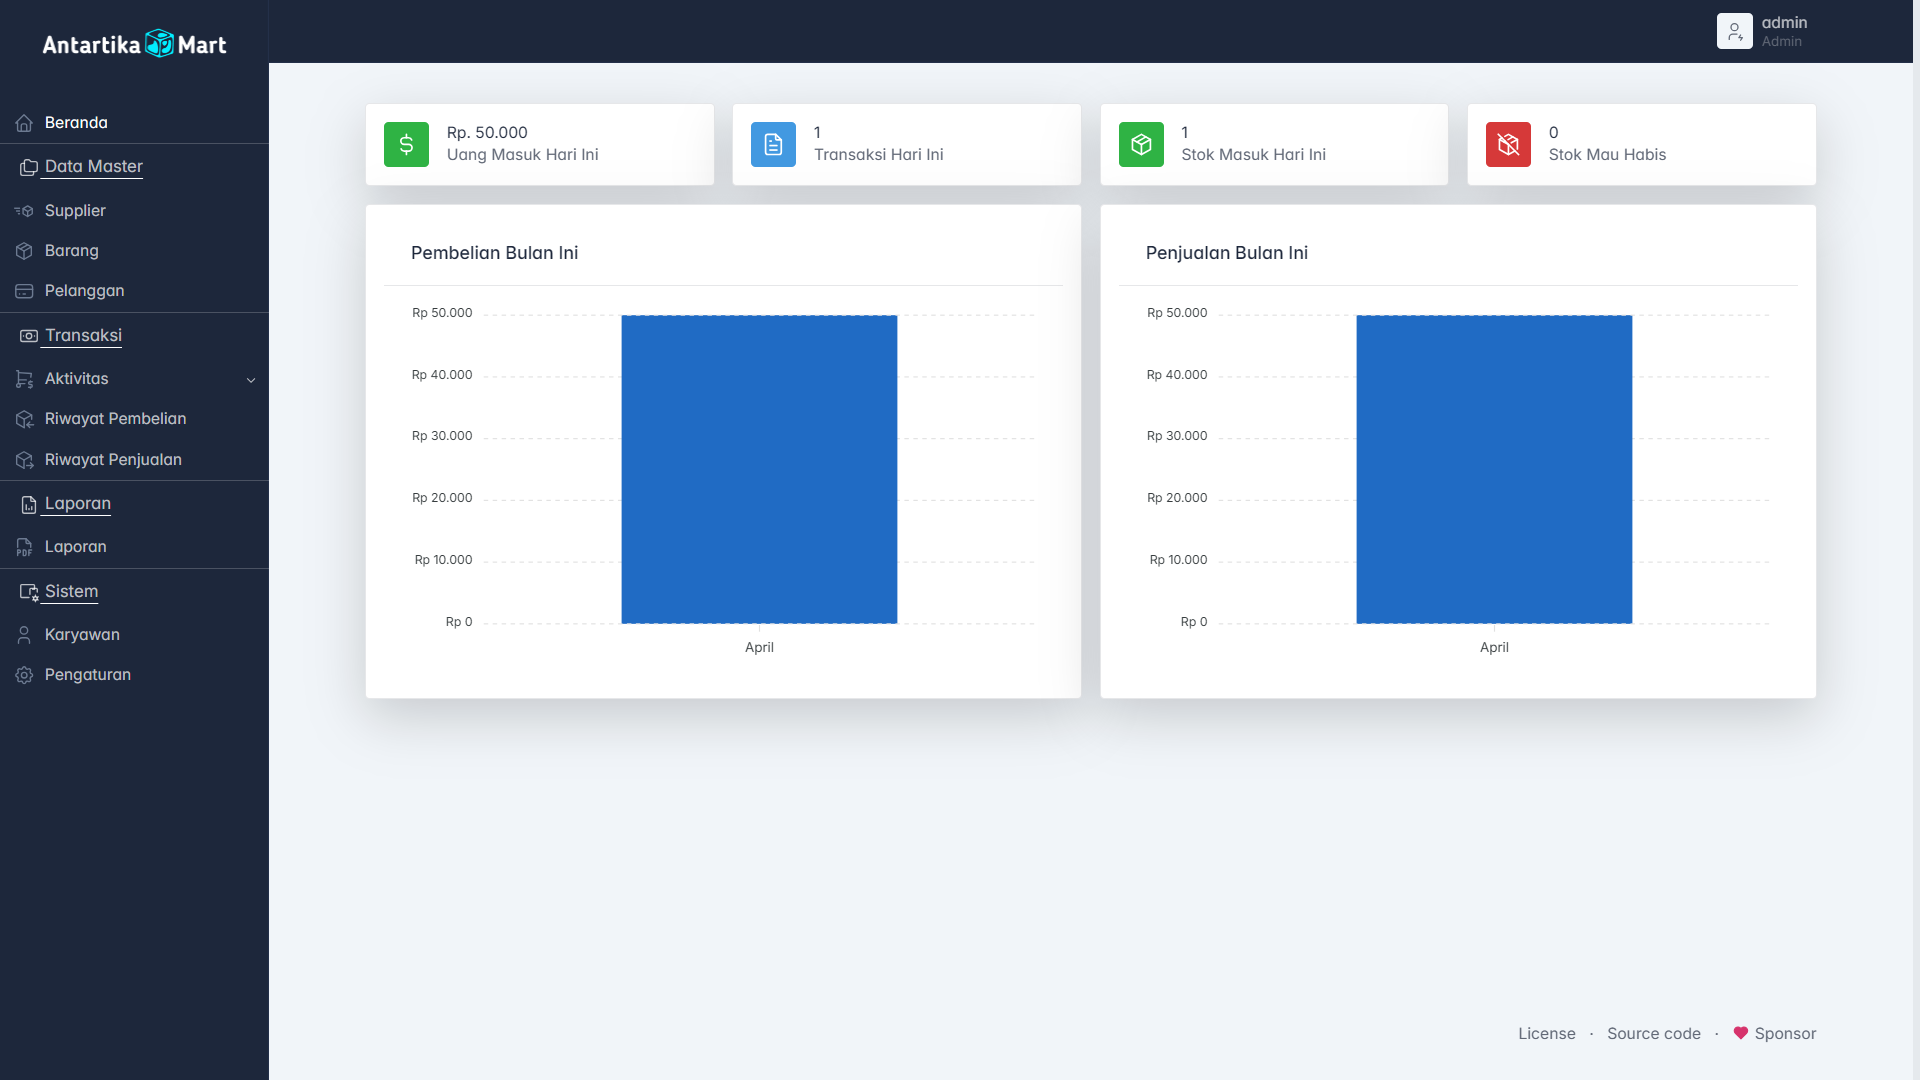 Antartika Mart
admin
Admin
Beranda
Data Master
Supplier
Barang
Pelanggan
Transaksi
Aktivitas
Riwayat Pembelian
Riwayat Penjualan
Laporan
PDF
Laporan
Sistem
Karyawan
Pengaturan
Rp. 50.000
Uang Masuk Hari Ini
1
Transaksi Hari Ini
1
Stok Masuk Hari Ini
0
Stok Mau Habis
Pembelian Bulan Ini
Rp 50.000
Rp 40.000
Rp 30.000
Rp 20.000
Rp 10.000
Rp 0
April
Penjualan Bulan Ini
Rp 50.000
Rp 40.000
Rp 30.000
Rp 20.000
Rp 10.000
Rp 0
April
License · Source code · Sponsor